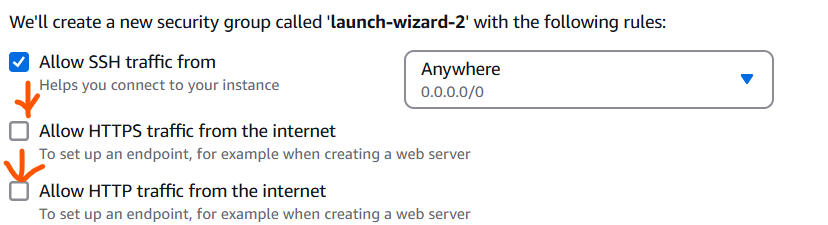 We'll create a new security group called 'launch-wizard-2' with the following rules:
Allow SSH traffic from
Helps you connect to your instance
Anywhere
0.0.0.0/0
Allow HTTPS traffic from the internet
To set up an endpoint, for example when creating a web server
Allow HTTP traffic from the internet
To set up an endpoint, for example when creating a web server